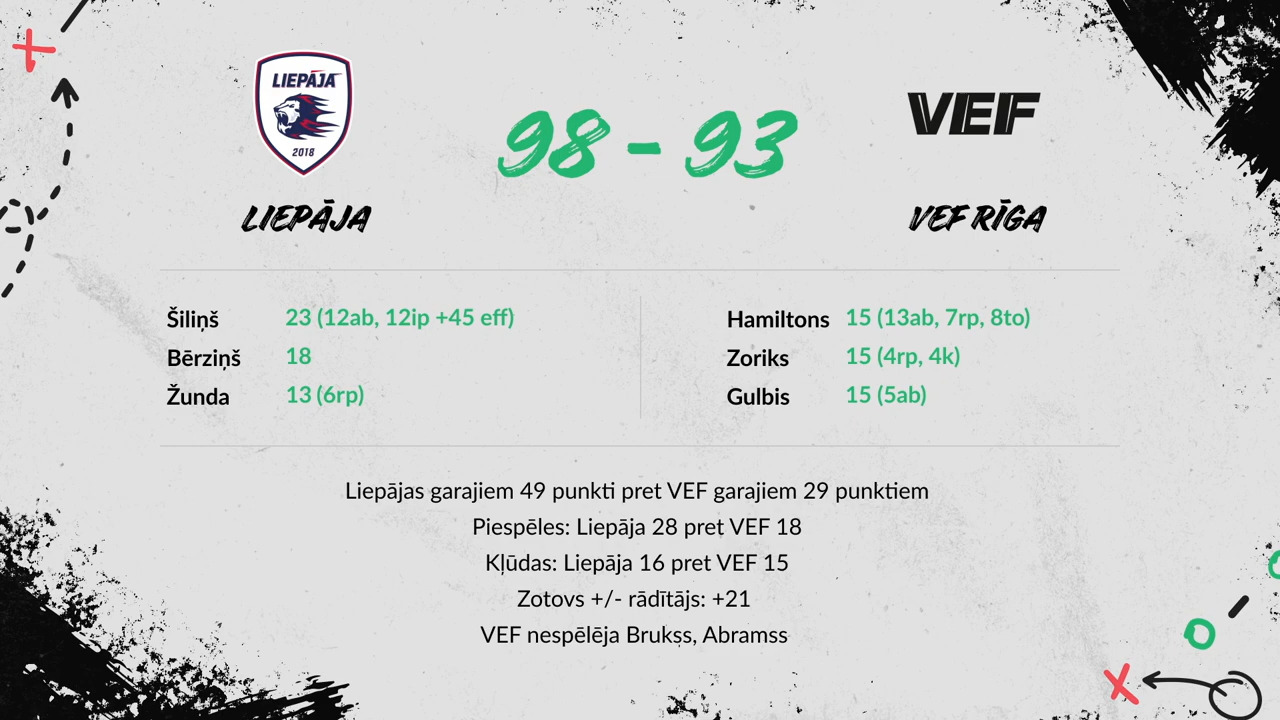 LIEPĀJA
2018
98 - 93
VEF
LIEPĀJA
VEF RĪGA
Šiliņš 23 (12ab, 12ip +45 eff)
Bērziņš 18
Žunda 13 (6rp)
Hamiltons 15 (13ab, 7rp, 8to)
Zoriks 15 (4rp, 4k)
Gulbis 15 (5ab)
Liepājas garajiem 49 punkti pret VEF garajiem 29 punktiem
Piespēles: Liepāja 28 pret VEF 18
Kļūdas: Liepāja 16 pret VEF 15
Zotovs +/- rādītājs: +21
VEF nespēlēja Brukşs, Abramss